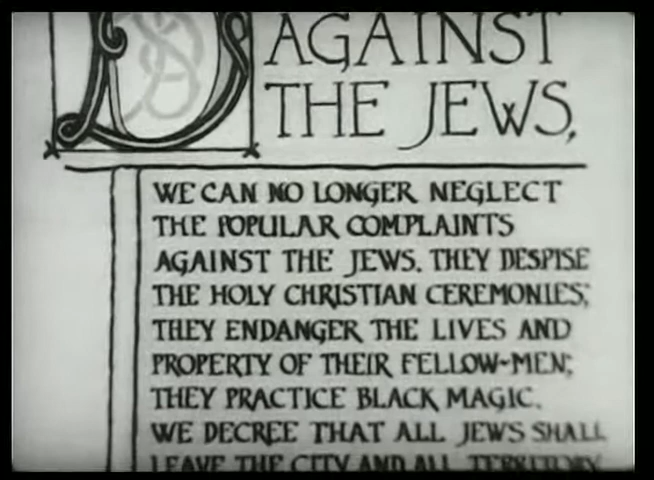 AGAINST
THE JEWS.
WE CAN NO LONGER NEGLECT
THE POPULAR COMPLAINTS
AGAINST THE JEWS. THEY DESPISE
THE HOLY CHRISTIAN CEREMONIES;
THEY ENDANGER THE LIVES AND
PROPERTY OF THEIR FELLOW-MEN;
THEY PRACTICE BLACK MAGIC.
WE DECREE THAT ALL JEWS SHALL
LEAVE THE CITY AND ALL TERRITORY